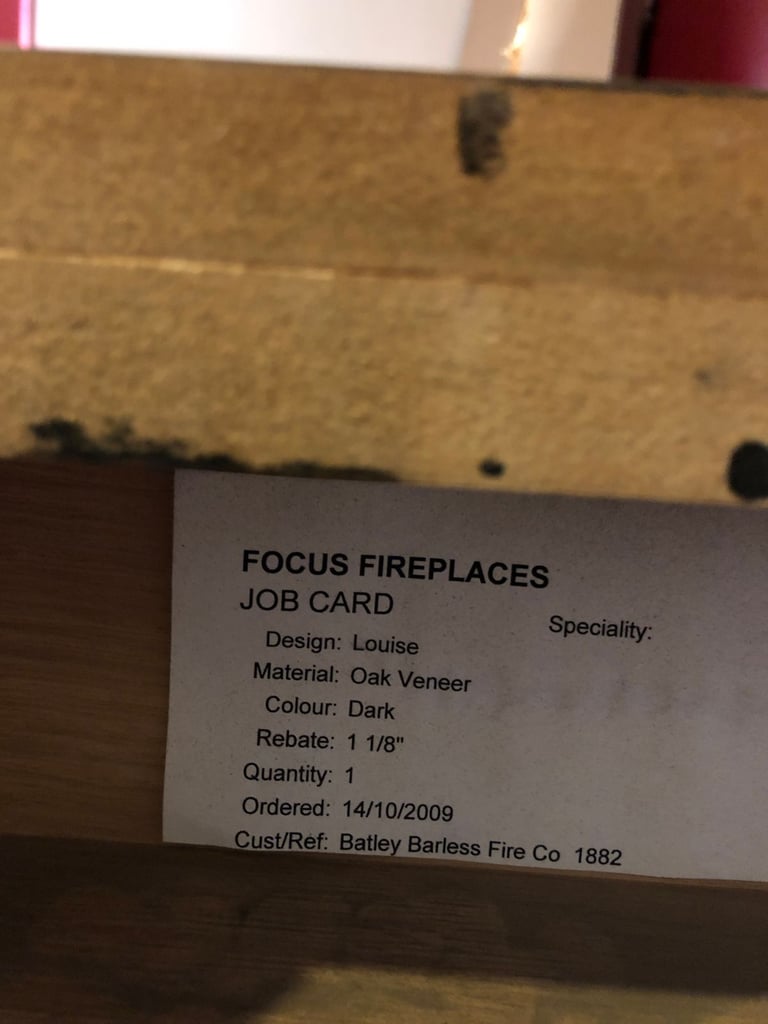 FOCUS FIREPLACES
JOB CARD
Speciality:
Design: Louise
Material: Oak Veneer
Colour: Dark
Rebate: 1 1/8"
Quantity: 1
Ordered: 14/10/2009
Cust/Ref: Batley Barless Fire Co 1882